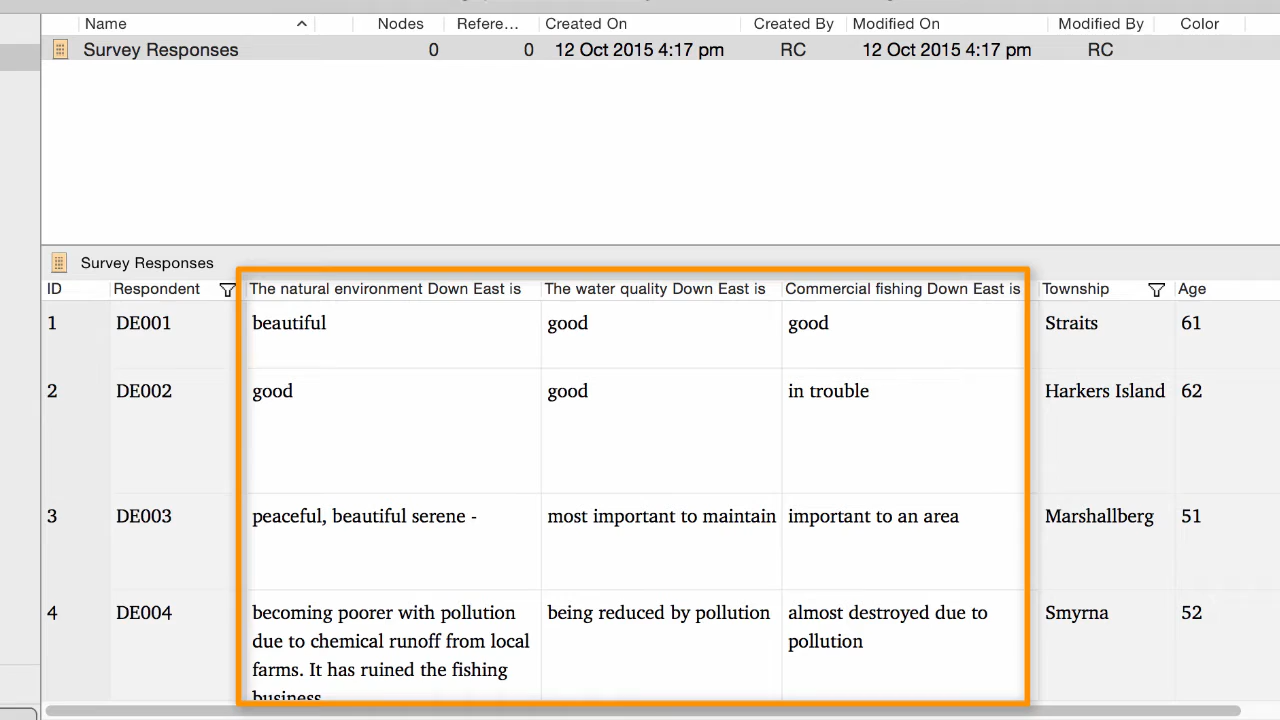 Name Nodes Refere... Created On Created By Modified On Modified By Color
Survey Responses 0 0 12 Oct 2015 4:17 pm RC 12 Oct 2015 4:17 pm RC
Survey Responses
ID Respondent The natural environment Down East is The water quality Down East is Commercial fishing Down East is Township Age
1 DE001 beautiful good good Straits 61
2 DE002 good good in trouble Harkers Island 62
3 DE003 peaceful, beautiful serene - most important to maintain important to an area Marshallberg 51
4 DE004 becoming poorer with pollution being reduced by pollution almost destroyed due to Smyrna 52
due to chemical runoff from local pollution
farms. It has ruined the fishing
business